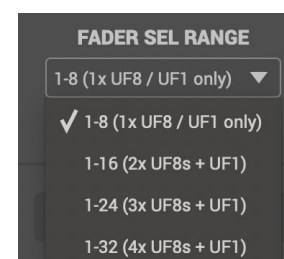 FADER SEL RANGE
1-8 (1x UF8 / UF1 only)
1-8 (1x UF8 / UF1 only)
1-16 (2x UF8s + UF1)
1-24 (3x UF8s + UF1)
1-32 (4x UF8s + UF1)